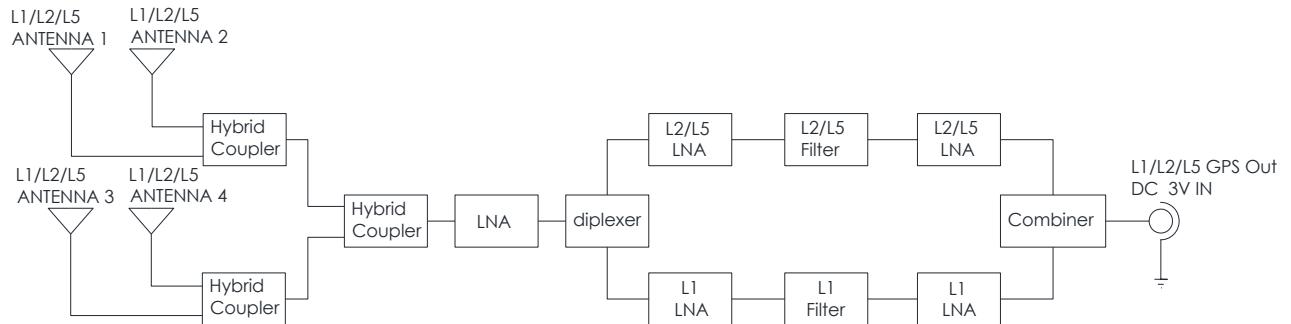 L1/L2/L5
ANTENNA 1
L1/L2/L5
ANTENNA 2
Hybrid
Coupler
L1/L2/L5
ANTENNA 3
L1/L2/L5
ANTENNA 4
Hybrid
Coupler
Hybrid
Coupler
LNA
diplexer
L2/L5
LNA
L2/L5
Filter
L2/L5
LNA
L1
LNA
L1
Filter
L1
LNA
Combiner
L1/L2/L5 GPS Out
DC 3V IN